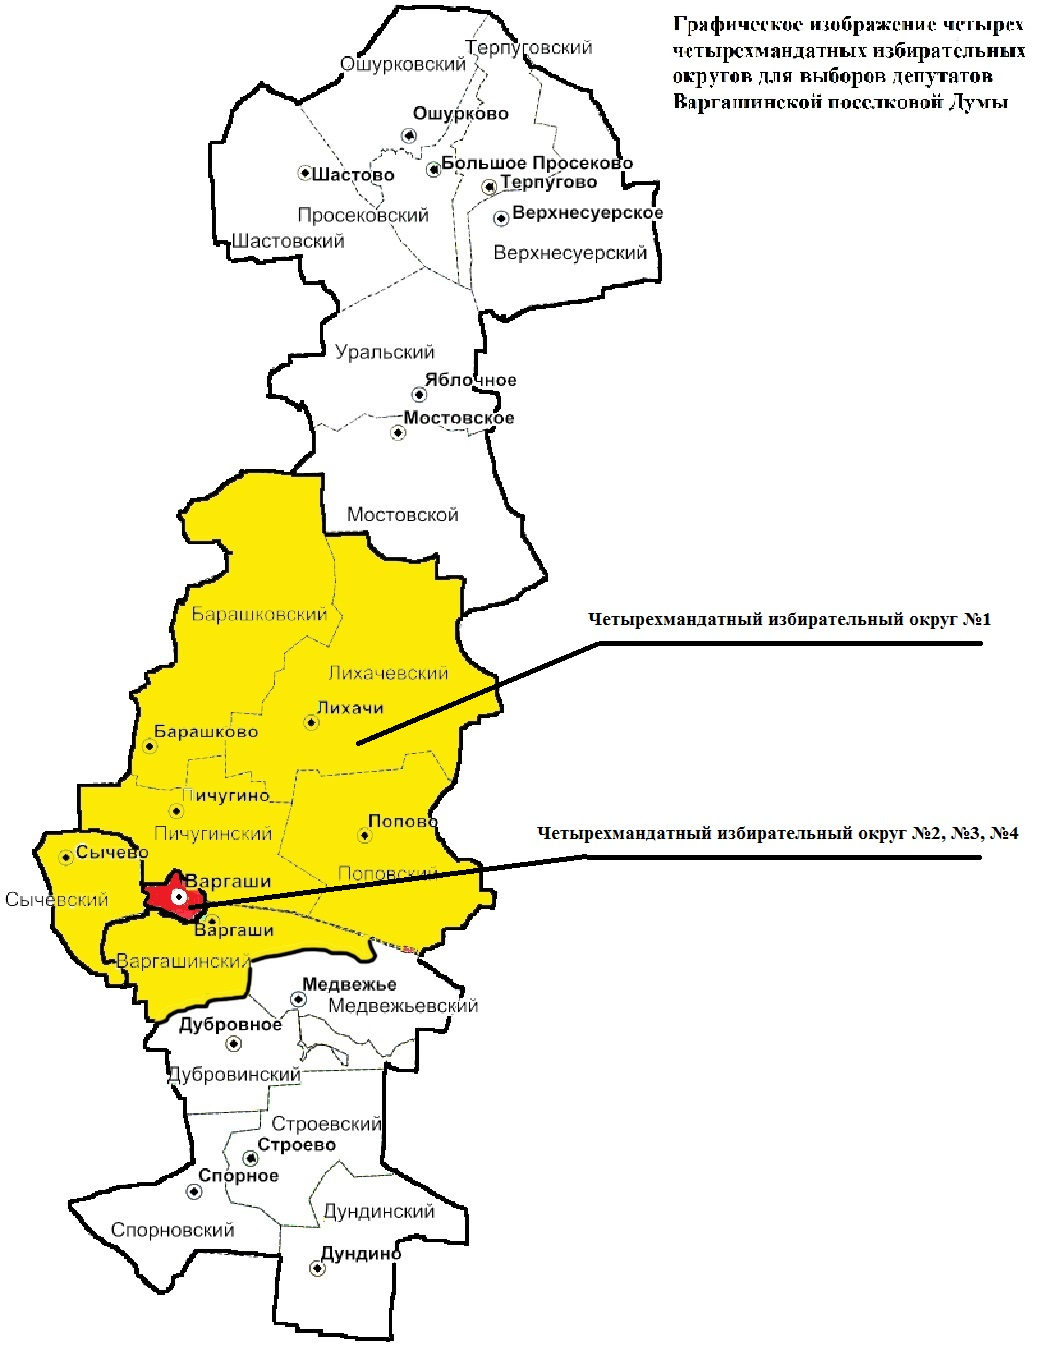 Графическое изображение четырех
четырехмандатных избирательных
округов для выборов депутатов
Варгашинской поселковой Думы
Терпуговский
Ошурковский
Ошурково
Большое Просеково
Шастово
Терпугово
Просековский
Верхнесуерское
Шастовский
Верхнесуерский
Уральский
Яблочное
Мостовское
Мостовской
Барашковский
Четырехмандатный избирательный округ №1
Лихачевский
Лихачи
Барашково
Пичугино
Попово
Пичугинский
Четырехмандатный избирательный округ №2, №3, №4
Сычево
Поповский
Варгаши
Сычевский
Варгаши
Варгашинский
Медвежье
Медвежьевский
Дубровное
Дубровинский
Строевский
Строево
Спорное
Дундинский
Спорновский
Дундино